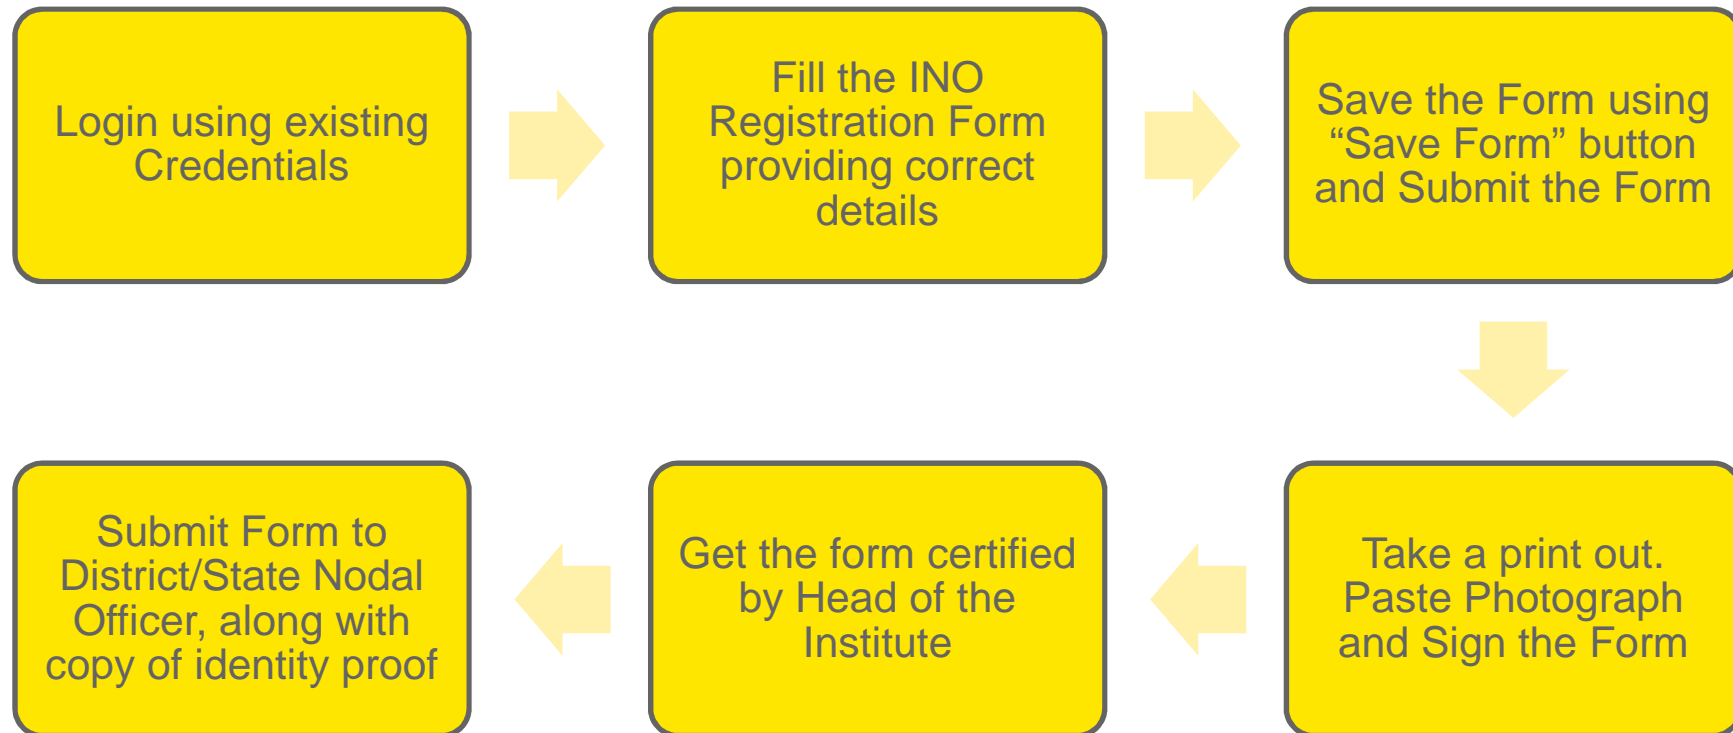 Login using existing
Credentials
Fill the INO
Registration Form
providing correct
details
Save the Form using
“Save Form” button
and Submit the Form
Take a print out.
Paste Photograph
and Sign the Form
Get the form certified
by Head of the
Institute
Submit Form to
District/State Nodal
Officer, along with
copy of identity proof